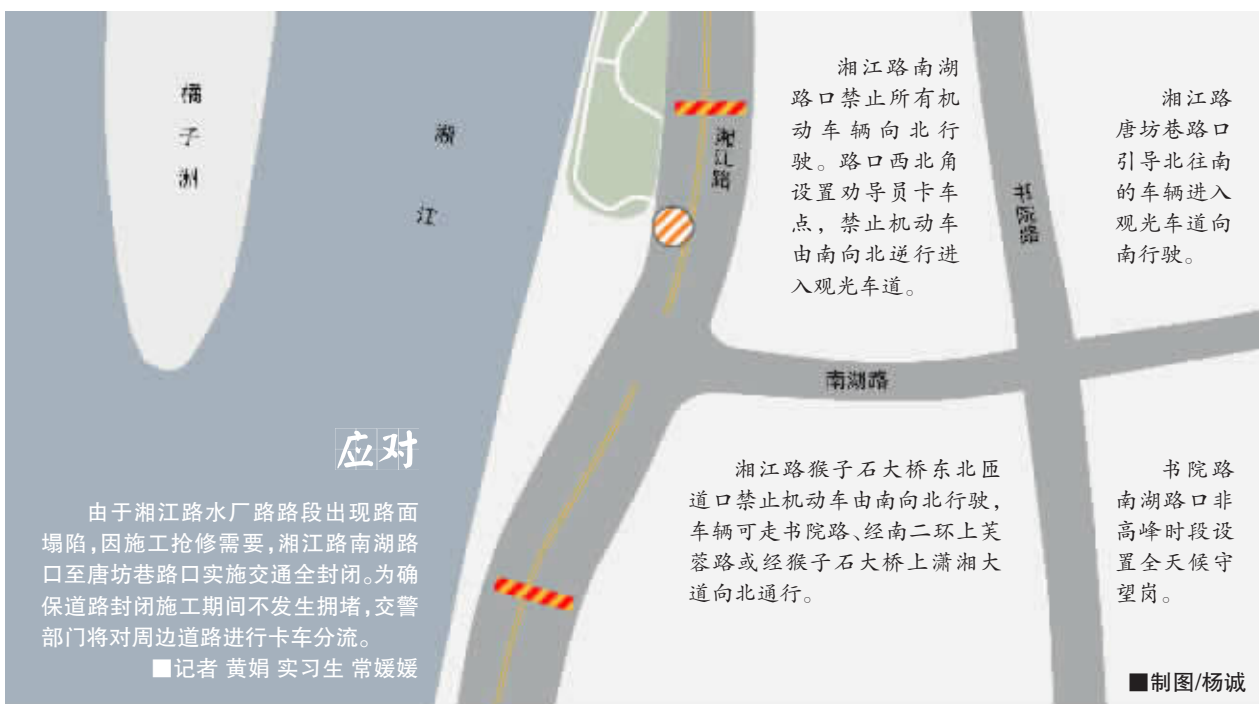 橘子洲
湘江
湘江路
书院路
南湖路
湘江路南湖
路口禁止所有机
动车辆向北行
驶。路口西北角
设置劝导员卡车
点，禁止机动车
由南向北逆行进
入观光车道。
湘江路
唐坊巷路口
引导北往南
的车辆进入
观光车道向
南行驶。
应对
由于湘江路水厂路路段出现路面
塌陷,因施工抢修需要,湘江路南湖路
口至唐坊巷路口实施交通全封闭。为确
保道路封闭施工期间不发生拥堵,交警
部门将对周边道路进行卡车分流。
■记者 黄娟 实习生 常媛媛
湘江路猴子石大桥东北匝
道口禁止机动车由南向北行驶,
车辆可走书院路、经南二环上芙
蓉路或经猴子石大桥上潇湘大
道向北通行。
书院路
南湖路口非
高峰时段设
置全天候守
望岗。
■制图/杨诚